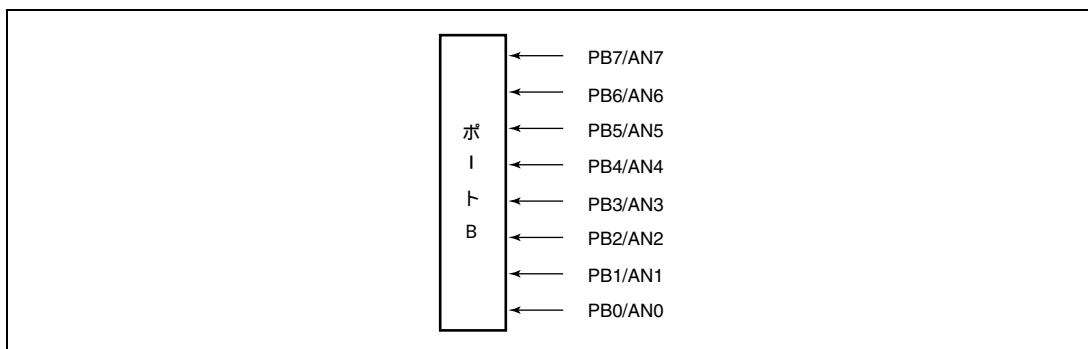 ポートB
PB7/AN7
PB6/AN6
PB5/AN5
PB4/AN4
PB3/AN3
PB2/AN2
PB1/AN1
PB0/AN0